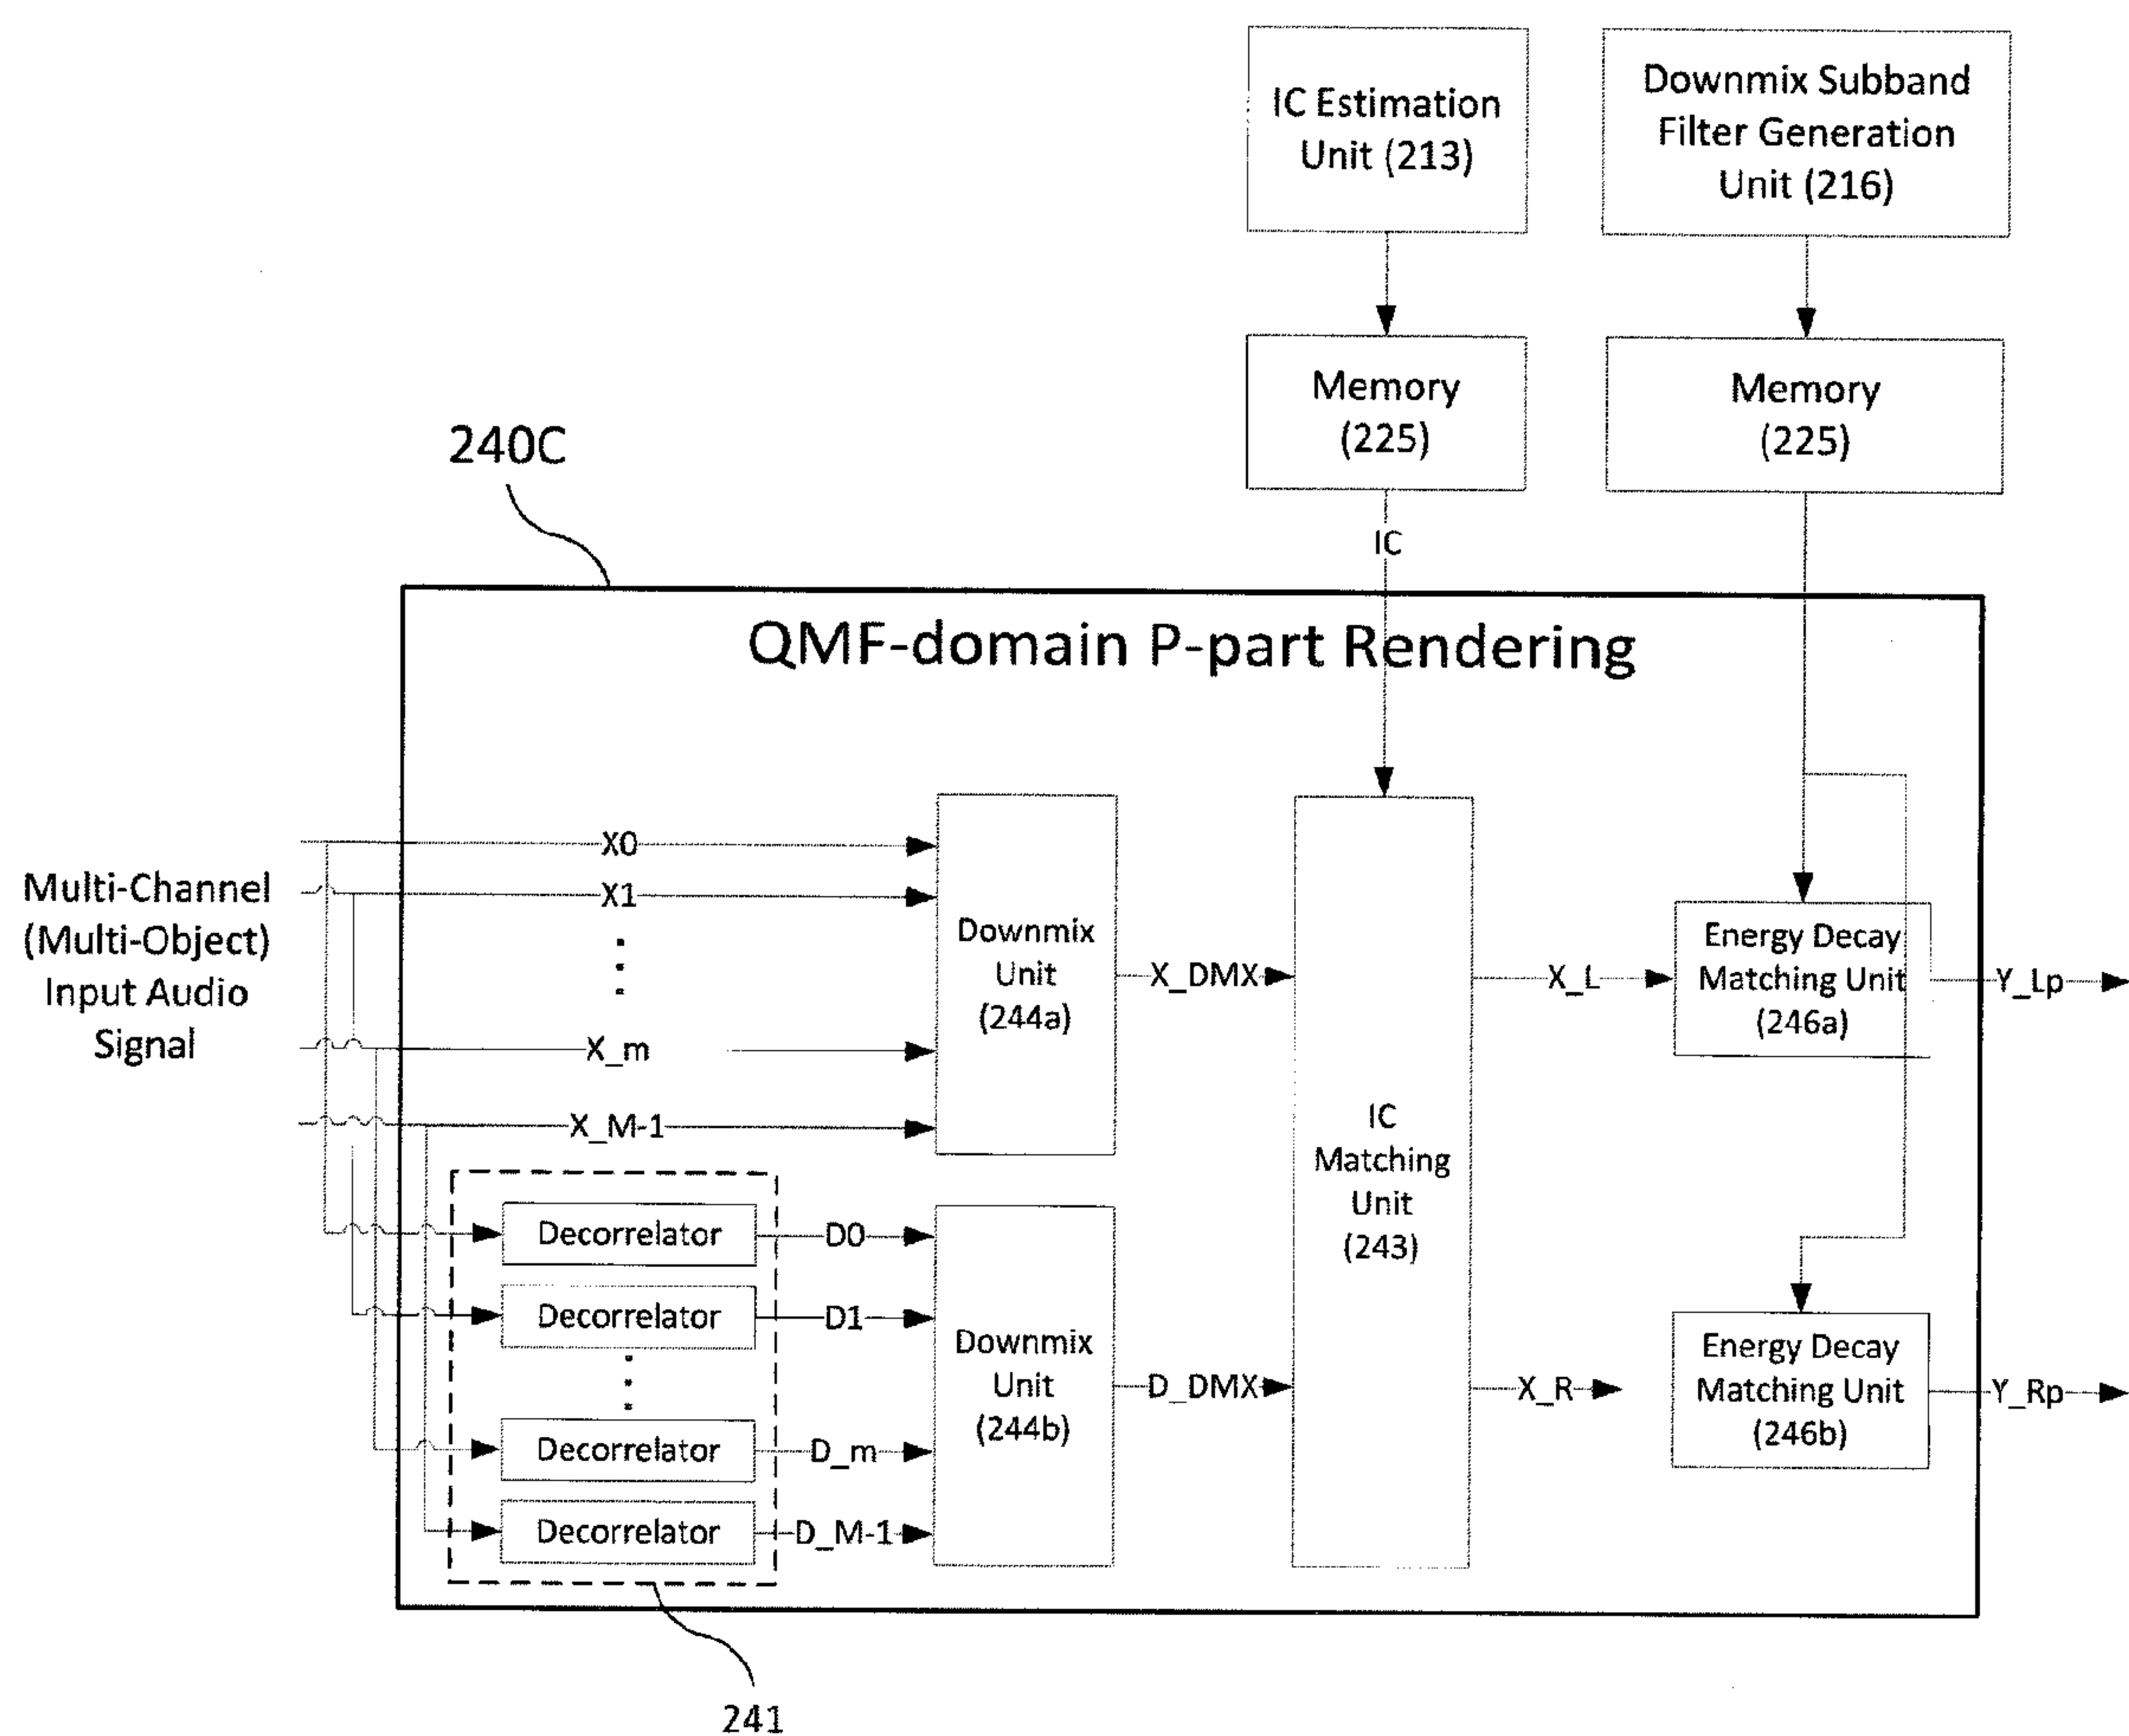 IC Estimation
Unit (213)
Downmix Subband
Filter Generation
Unit (216)
Memory
(225)
Memory
(225)
240C
IC
QMF-domain P-part Rendering
Multi-Channel
(Multi-Object)
Input Audio
Signal
X0
X1
X_m
X_M-1
Downmix
Unit
(244a)
X_DMX
IC
Matching
Unit
(243)
X_L
Energy Decay
Matching Unit
(246a)
Y_Lp
Decorrelator
D0
Decorrelator
D1
Decorrelator
D_m
Decorrelator
D_M-1
Downmix
Unit
(244b)
D_DMX
X_R
Energy Decay
Matching Unit
(246b)
Y_Rp
241